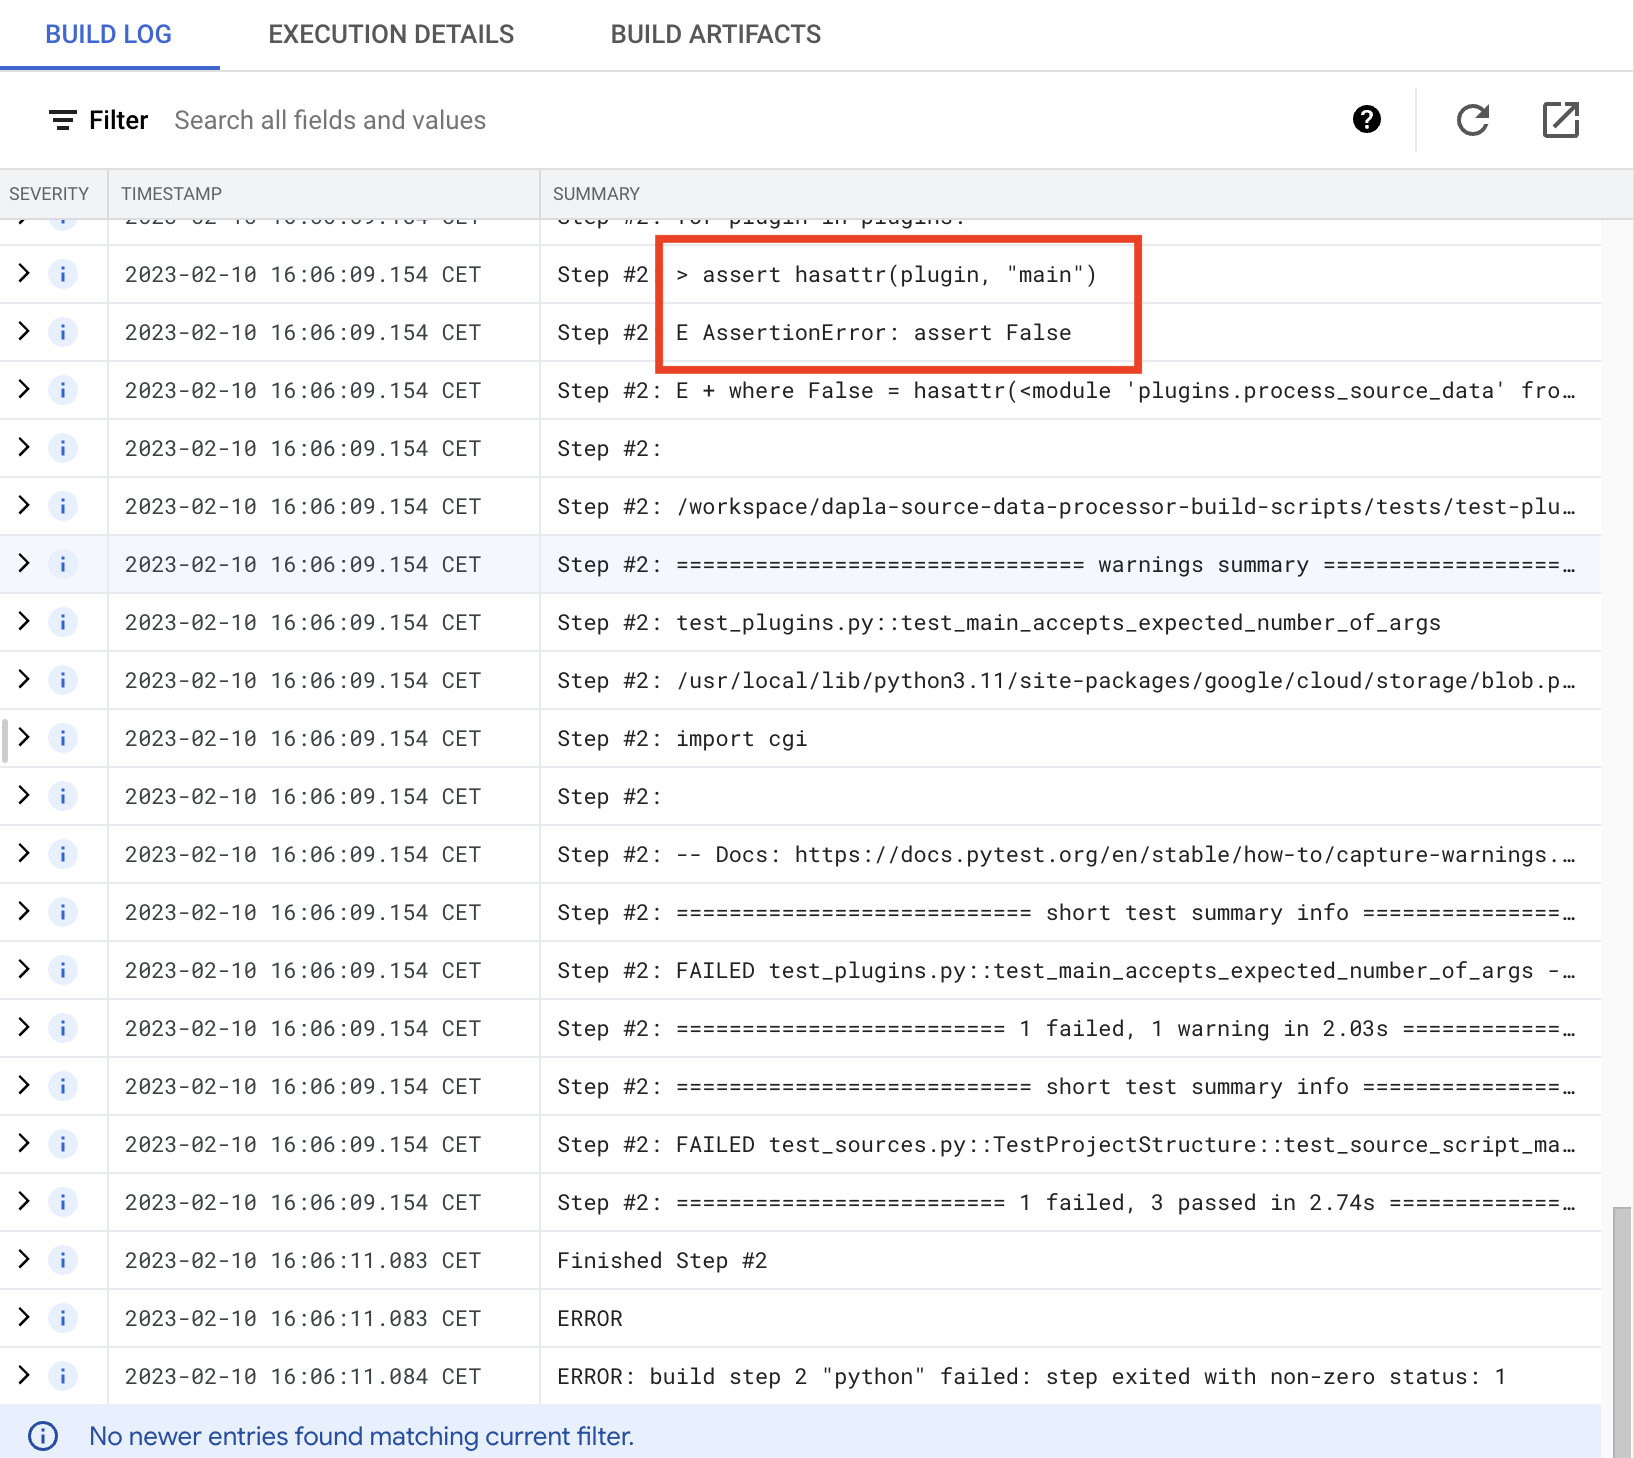 BUILD LOG EXECUTION DETAILS BUILD ARTIFACTS
Filter Search all fields and values
SEVERITY TIMESTAMP SUMMARY
2023-02-10 16:06:09.154 CET Step #2: for plugin in plugins:
2023-02-10 16:06:09.154 CET Step #2 > assert hasattr(plugin, "main")
2023-02-10 16:06:09.154 CET Step #2 E AssertionError: assert False
2023-02-10 16:06:09.154 CET Step #2: E + where False = hasattr(<module 'plugins.process_source_data' fro…
2023-02-10 16:06:09.154 CET Step #2:
2023-02-10 16:06:09.154 CET Step #2: /workspace/dapla-source-data-processor-build-scripts/tests/test-plu…
2023-02-10 16:06:09.154 CET Step #2: =============================== warnings summary ==================…
2023-02-10 16:06:09.154 CET Step #2: test_plugins.py::test_main_accepts_expected_number_of_args
2023-02-10 16:06:09.154 CET Step #2: /usr/local/lib/python3.11/site-packages/google/cloud/storage/blob.p…
2023-02-10 16:06:09.154 CET Step #2: import cgi
2023-02-10 16:06:09.154 CET Step #2:
2023-02-10 16:06:09.154 CET Step #2: -- Docs: https://docs.pytest.org/en/stable/how-to/capture-warnings.…
2023-02-10 16:06:09.154 CET Step #2: =========================== short test summary info ===============…
2023-02-10 16:06:09.154 CET Step #2: FAILED test_plugins.py::test_main_accepts_expected_number_of_args -…
2023-02-10 16:06:09.154 CET Step #2: ========================= 1 failed, 1 warning in 2.03s ============…
2023-02-10 16:06:09.154 CET Step #2: =========================== short test summary info ===============…
2023-02-10 16:06:09.154 CET Step #2: FAILED test_sources.py::TestProjectStructure::test_source_script_ma…
2023-02-10 16:06:09.154 CET Step #2: ========================= 1 failed, 3 passed in 2.74s =============…
2023-02-10 16:06:11.083 CET Finished Step #2
2023-02-10 16:06:11.083 CET ERROR
2023-02-10 16:06:11.084 CET ERROR: build step 2 "python" failed: step exited with non-zero status: 1
No newer entries found matching current filter.